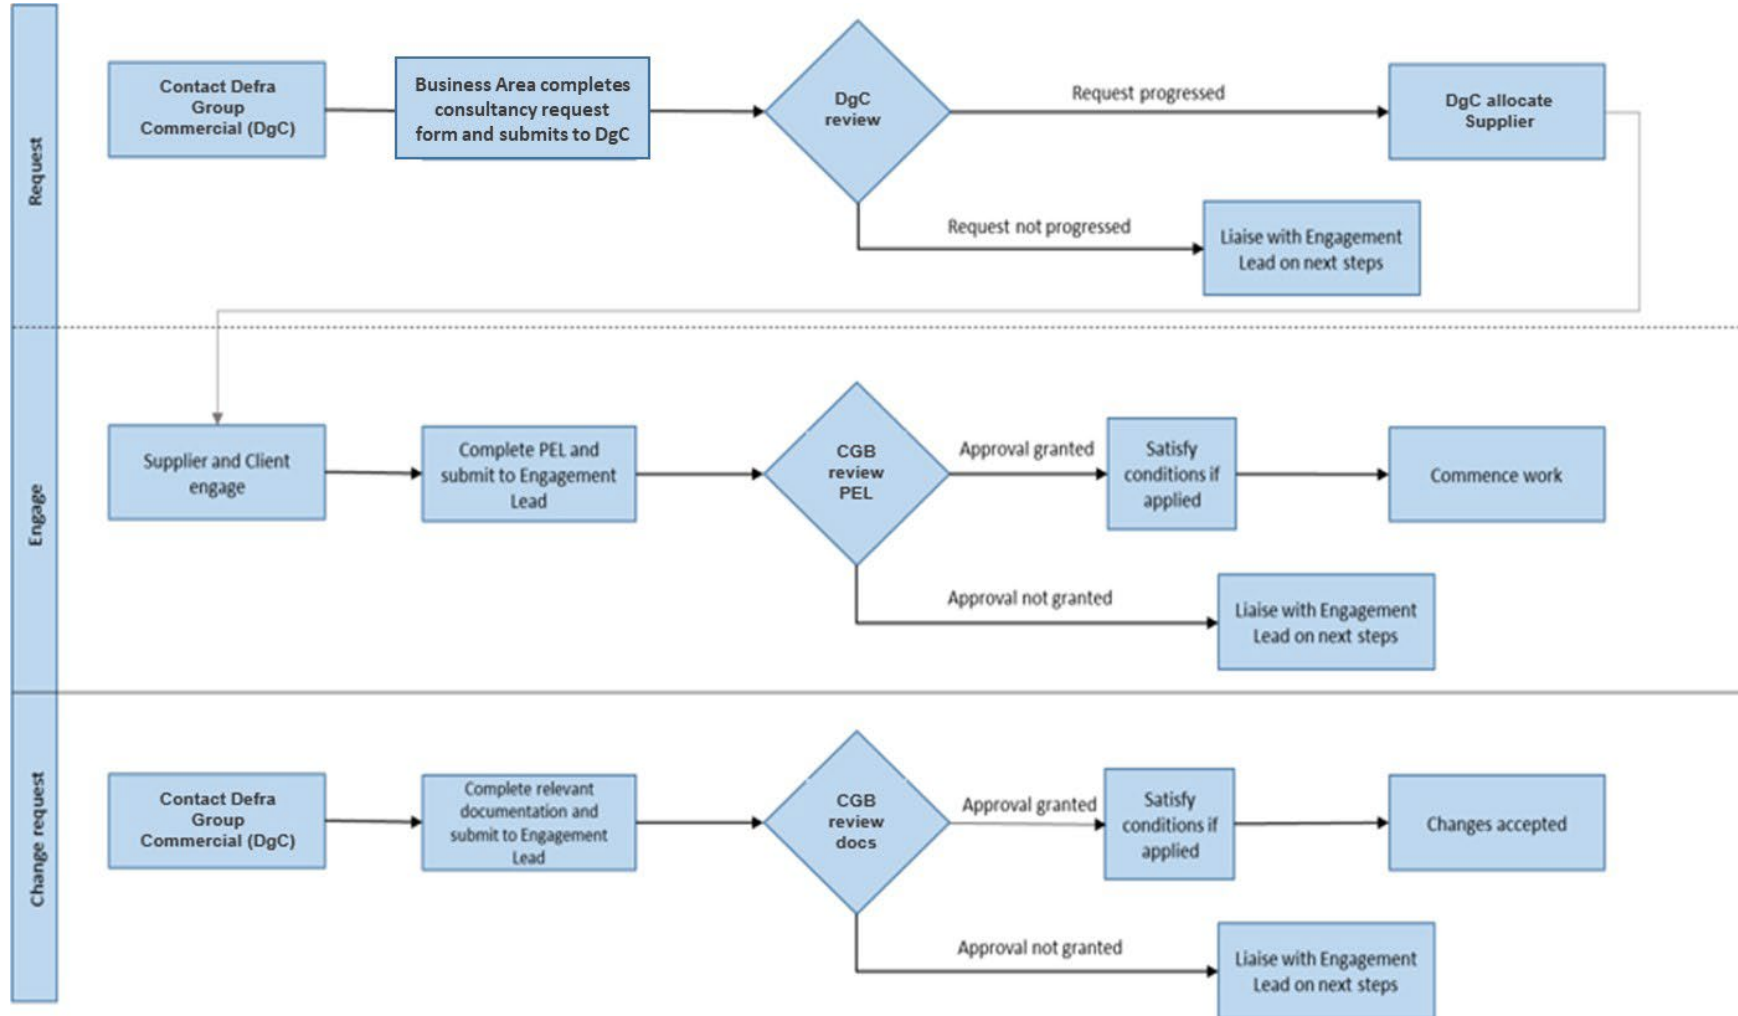 Request
Contact Defra
Group
Commercial (DgC)
Business Area completes
consultancy request
form and submits to DgC
DgC
review
Request progressed
DgC allocate
Supplier
Request not progressed
Liaise with Engagement
Lead on next steps
Engage
Supplier and Client
engage
Complete PEL and
submit to Engagement
Lead
CGB
review
PEL
Approval granted
Satisfy
conditions if
applied
Commence work
Approval not granted
Liaise with Engagement
Lead on next steps
Change request
Contact Defra
Group
Commercial (DgC)
Complete relevant
documentation and
submit to Engagement
Lead
CGB
review
docs
Approval granted
Satisfy
conditions if
applied
Changes accepted
Approval not granted
Liaise with Engagement
Lead on next steps